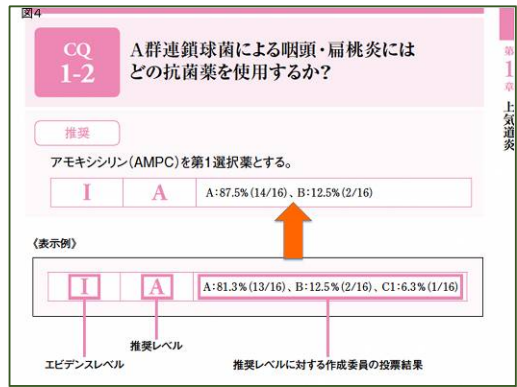 図4
CQ
1-2
A群連鎖球菌による咽頭・扁桃炎には
どの抗菌薬を使用するか?
第
1
章
上気道炎
推奨
アモキシシリン(AMPC)を第1選択薬とする。
I A A:87.5%(14/16)、B:12.5%(2/16)
《表示例》
I A A:81.3%(13/16)、B:12.5%(2/16)、C1:6.3%(1/16)
推奨レベル
エビデンスレベル
推奨レベルに対する作成委員の投票結果